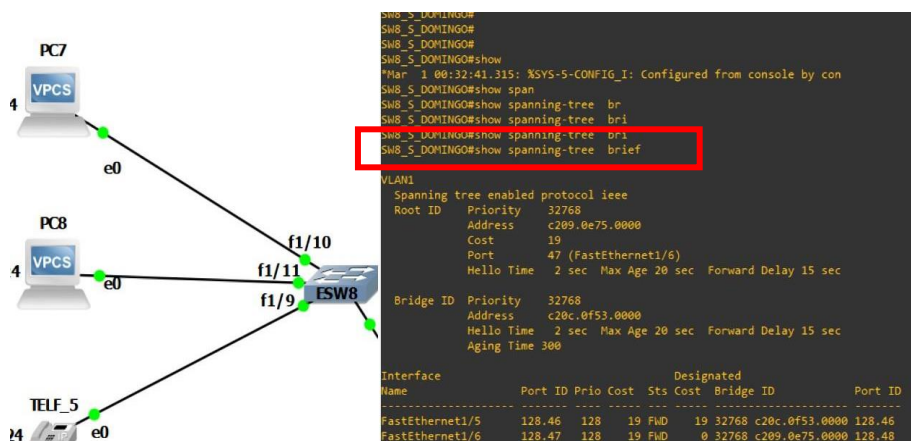 PC7
VPCS
4
e0
PC8
VPCS
4
e0
f1/10
f1/11
f1/9
ESW8
TELF_5
IP
24
e0
SW8_S_DOMINGO#
SW8_S_DOMINGO#
SW8_S_DOMINGO#
SW8_S_DOMINGO#show
*Mar 1 00:32:41.315: %SYS-5-CONFIG_I: Configured from console by con
SW8_S_DOMINGO#show span
SW8_S_DOMINGO#show spanning-tree br
SW8_S_DOMINGO#show spanning-tree bri
SW8_S_DOMINGO#show spanning-tree bri
SW8_S_DOMINGO#show spanning-tree brief
VLAN1
Spanning tree enabled protocol ieee
Root ID Priority 32768
Address c209.0e75.0000
Cost 19
Port 47 (FastEthernet1/6)
Hello Time 2 sec Max Age 20 sec Forward Delay 15 sec
Bridge ID Priority 32768
Address c20c.0f53.0000
Hello Time 2 sec Max Age 20 sec Forward Delay 15 sec
Aging Time 300
Interface Designated
Name Port ID Prio Cost Sts Cost Bridge ID Port ID
-------------------- ------- ---- ----- --- ----- -------------------- -------
FastEthernet1/5 128.46 128 19 FWD 19 32768 c20c.0f53.0000 128.46
FastEthernet1/6 128.47 128 19 FWD 0 32768 c209.0e75.0000 128.48